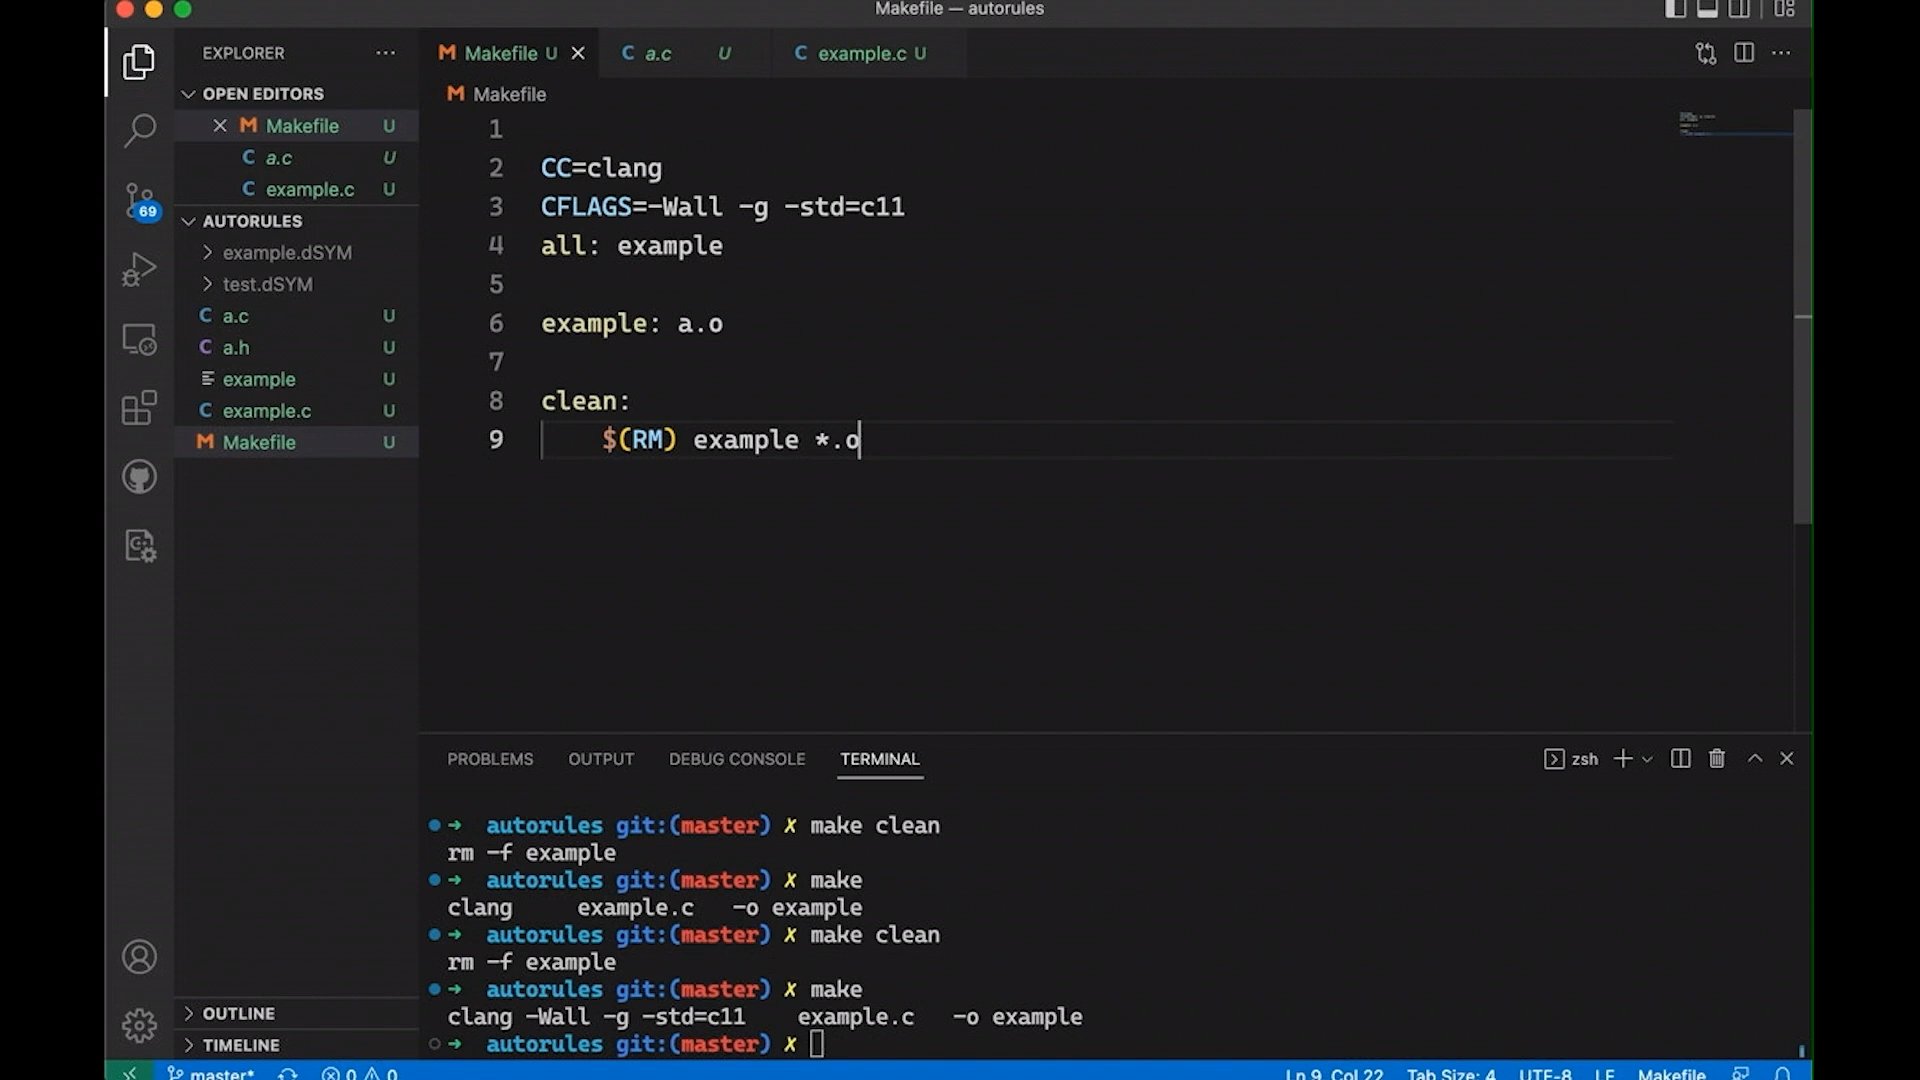 Makefile — autorules
EXPLORER
Makefile U
a.c U
example.c U
OPEN EDITORS
Makefile U
a.c U
example.c U
AUTORULES
example.dSYM
test.dSYM
a.c U
a.h U
example U
example.c U
Makefile U
69
OUTLINE
TIMELINE
Makefile
1
2 CC=clang
3 CFLAGS=-Wall -g -std=c11
4 all: example
5
6 example: a.o
7
8 clean:
9 $(RM) example *.o
PROBLEMS OUTPUT DEBUG CONSOLE TERMINAL
zsh
autorules git:(master) ✗ make clean
rm -f example
autorules git:(master) ✗ make
clang example.c -o example
autorules git:(master) ✗ make clean
rm -f example
autorules git:(master) ✗ make
clang -Wall -g -std=c11 example.c -o example
autorules git:(master) ✗
master* 0 0 Ln 9, Col 22 Tab Size: 4 UTF-8 LF Makefile